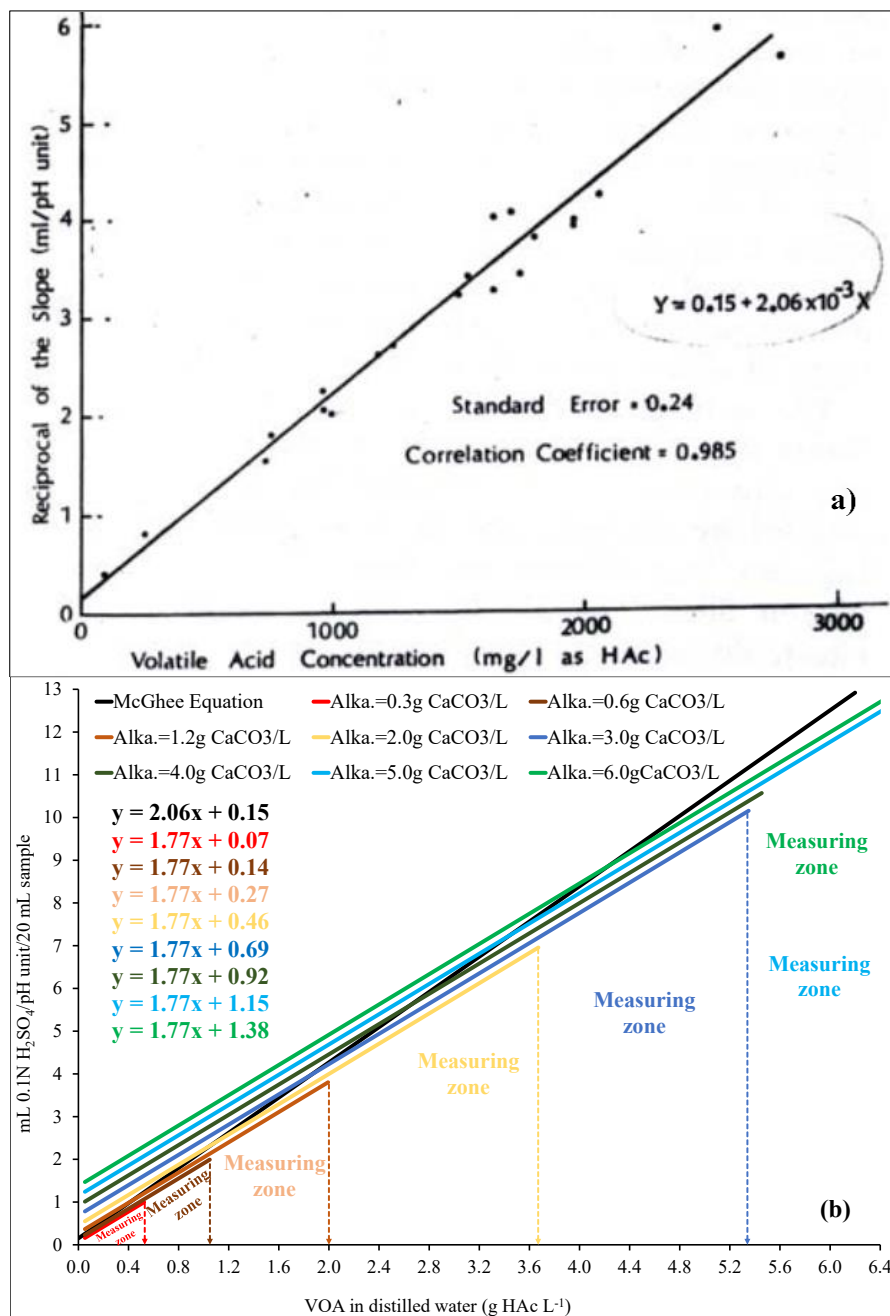 6
5
4
3
2
1
0
Reciprocal of the Slope (ml/pH unit)
Y = 0.15 + 2.06 x 10⁻³ X
Standard Error = 0.24
Correlation Coefficient = 0.985
a)
0 1000 2000 3000
Volatile Acid Concentration (mg/l as HAc)
13
12
11
10
9
8
7
6
5
4
3
2
1
0
mL 0.1N H₂SO₄/pH unit/20 mL sample
McGhee Equation Alka.=0.3g CaCO3/L Alka.=0.6g CaCO3/L
Alka.=1.2g CaCO3/L Alka.=2.0g CaCO3/L Alka.=3.0g CaCO3/L
Alka.=4.0g CaCO3/L Alka.=5.0g CaCO3/L Alka.=6.0gCaCO3/L
y = 2.06x + 0.15
y = 1.77x + 0.07
y = 1.77x + 0.14
y = 1.77x + 0.27
y = 1.77x + 0.46
y = 1.77x + 0.69
y = 1.77x + 0.92
y = 1.77x + 1.15
y = 1.77x + 1.38
Measuring
zone
Measuring
zone
Measuring
zone
Measuring
zone
Measuring
zone
Measuring
zone
Measuring
zone
(b)
0.0 0.4 0.8 1.2 1.6 2.0 2.4 2.8 3.2 3.6 4.0 4.4 4.8 5.2 5.6 6.0 6.4
VOA in distilled water (g HAc L⁻¹)